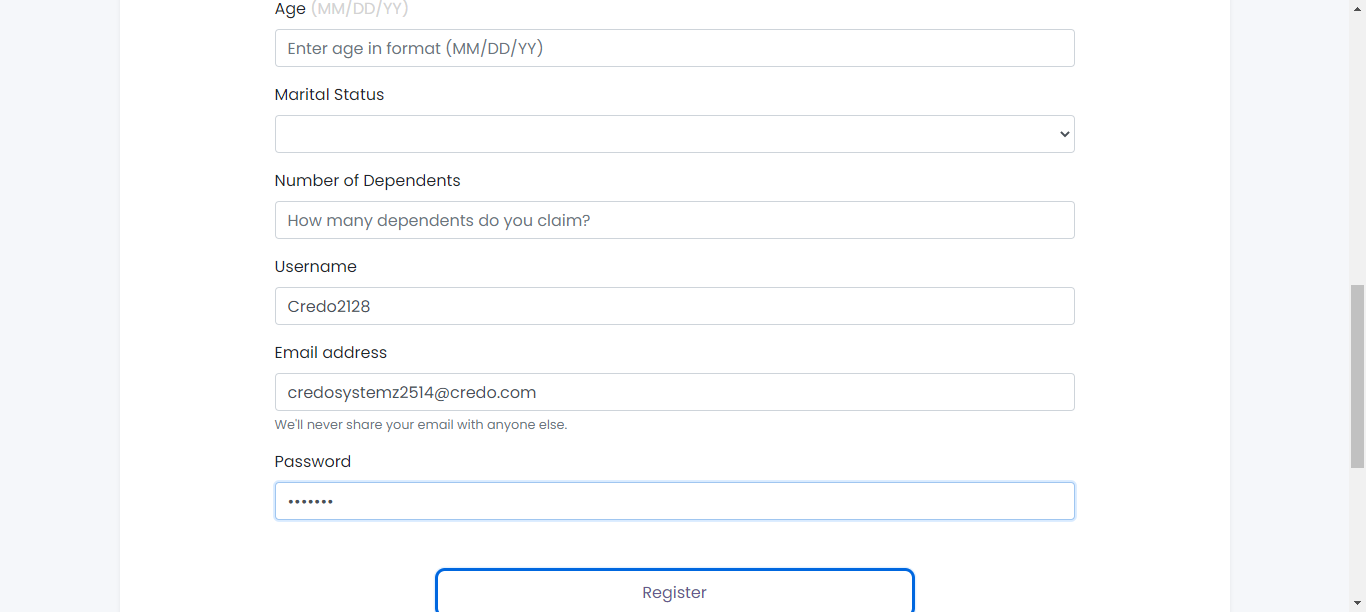 Age (MM/DD/YY)
Enter age in format (MM/DD/YY)
Marital Status
Number of Dependents
How many dependents do you claim?
Username
Credo2128
Email address
credosystemz2514@credo.com
We'll never share your email with anyone else.
Password
•••••••
Register